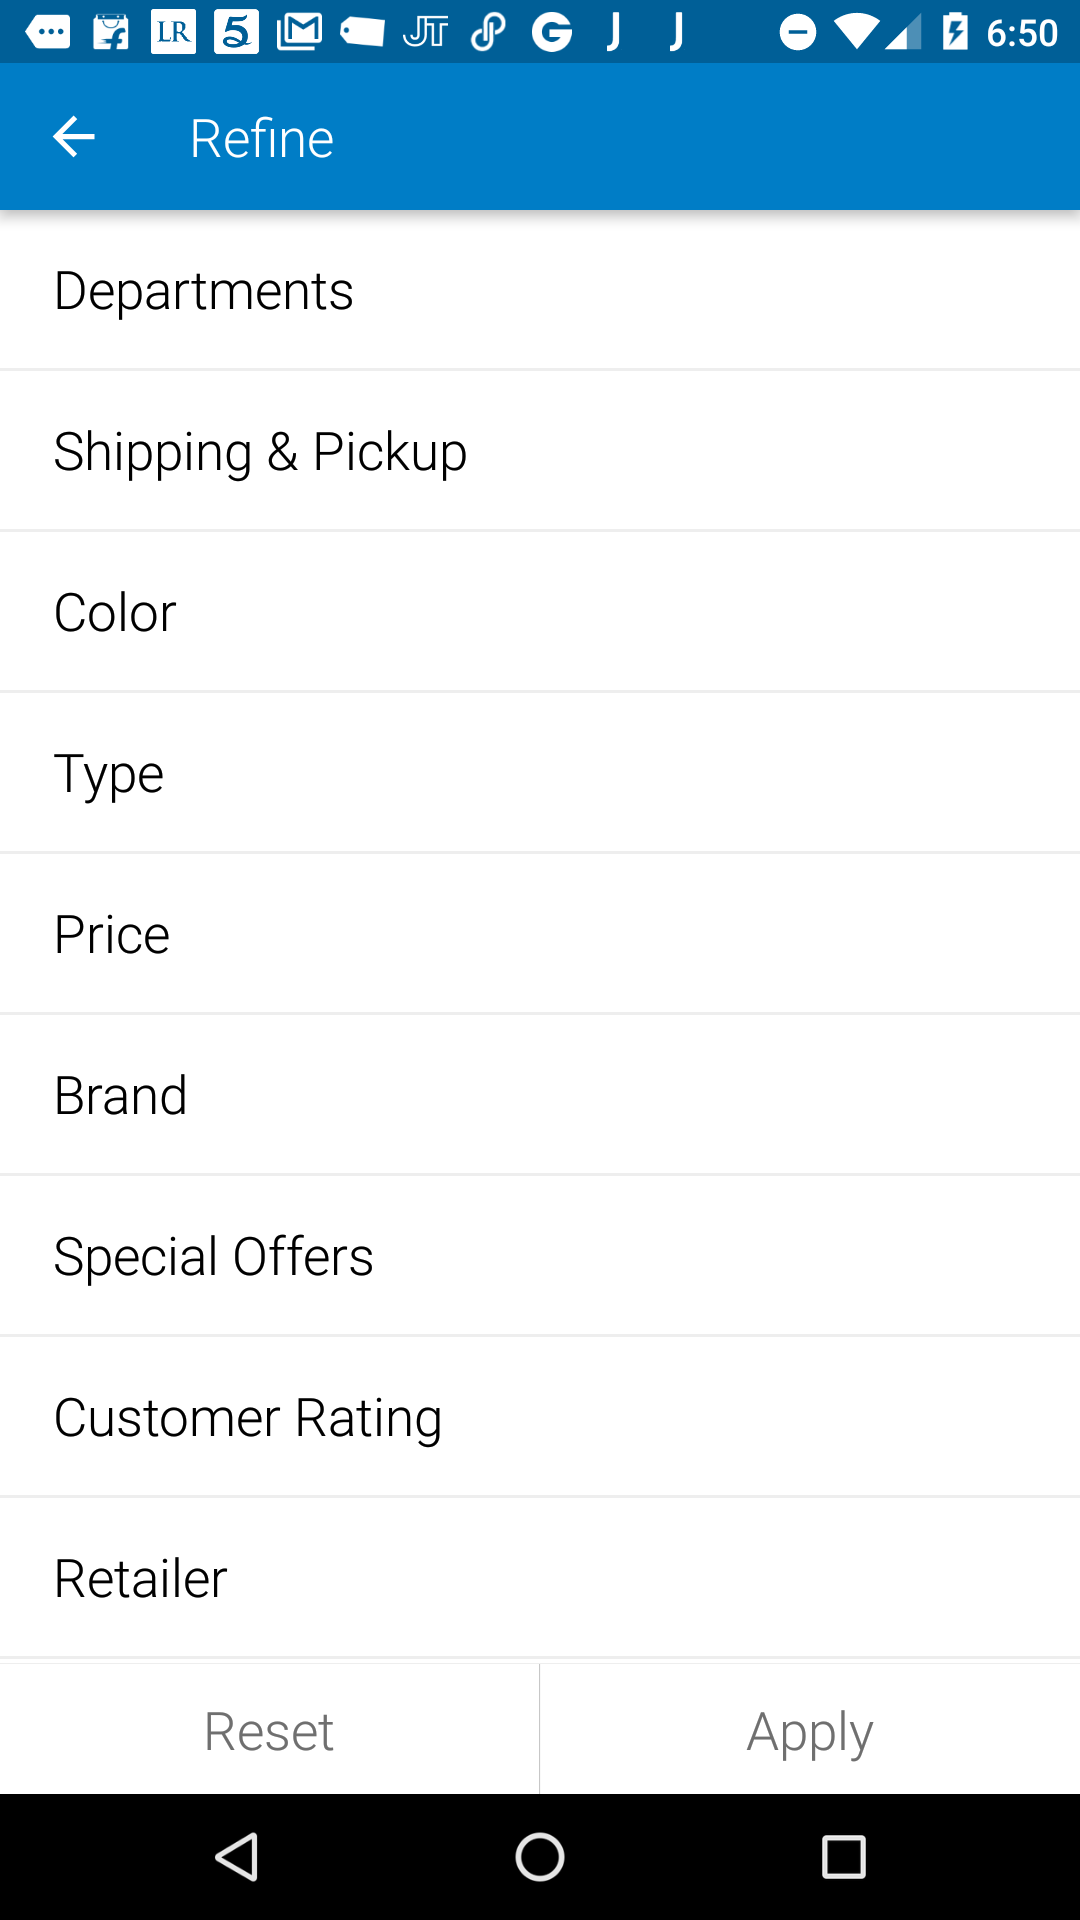 LR 5 JT G J J 6:50
Refine
Departments
Shipping & Pickup
Color
Type
Price
Brand
Special Offers
Customer Rating
Retailer
Reset Apply